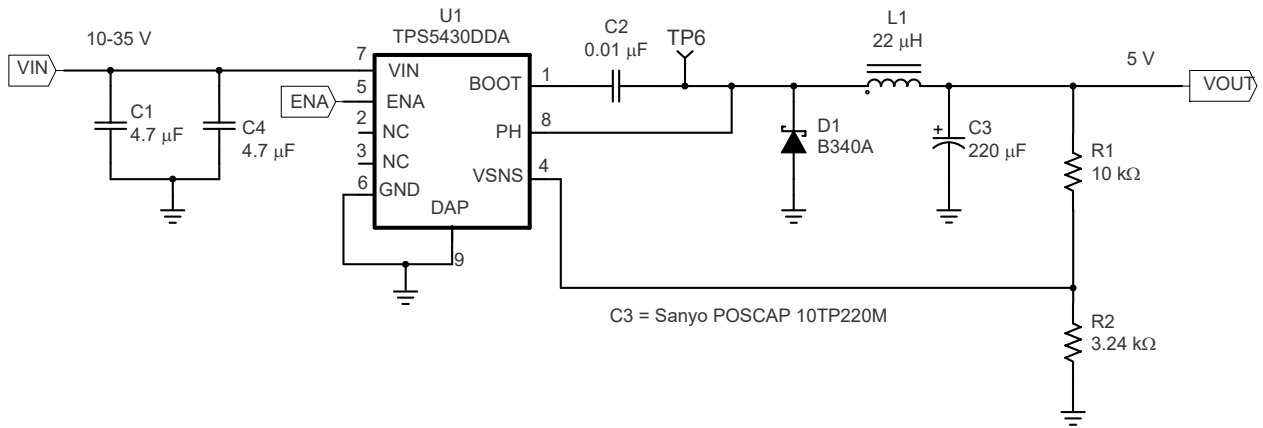 10-35 V
VIN
C1
4.7 μF
C4
4.7 μF
U1
TPS5430DDA
7
VIN
ENA
5
ENA
2
NC
3
NC
6
GND
DAP
9
BOOT
1
PH
8
VSNS
4
C2
0.01 μF
TP6
D1
B340A
L1
22 μH
C3
220 μF
+
5 V
VOUT
R1
10 kΩ
R2
3.24 kΩ
C3 = Sanyo POSCAP 10TP220M